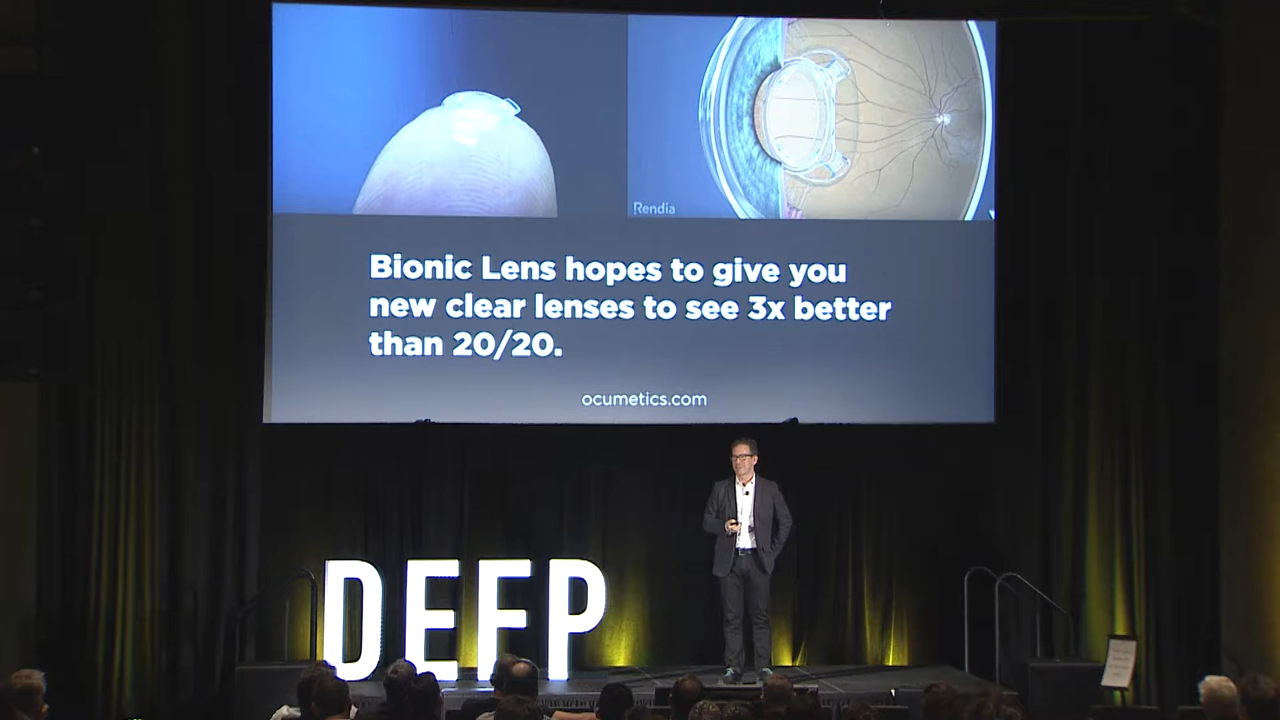 Rendia
Bionic Lens hopes to give you
new clear lenses to see 3x better
than 20/20.
ocumetics.com
DEEP